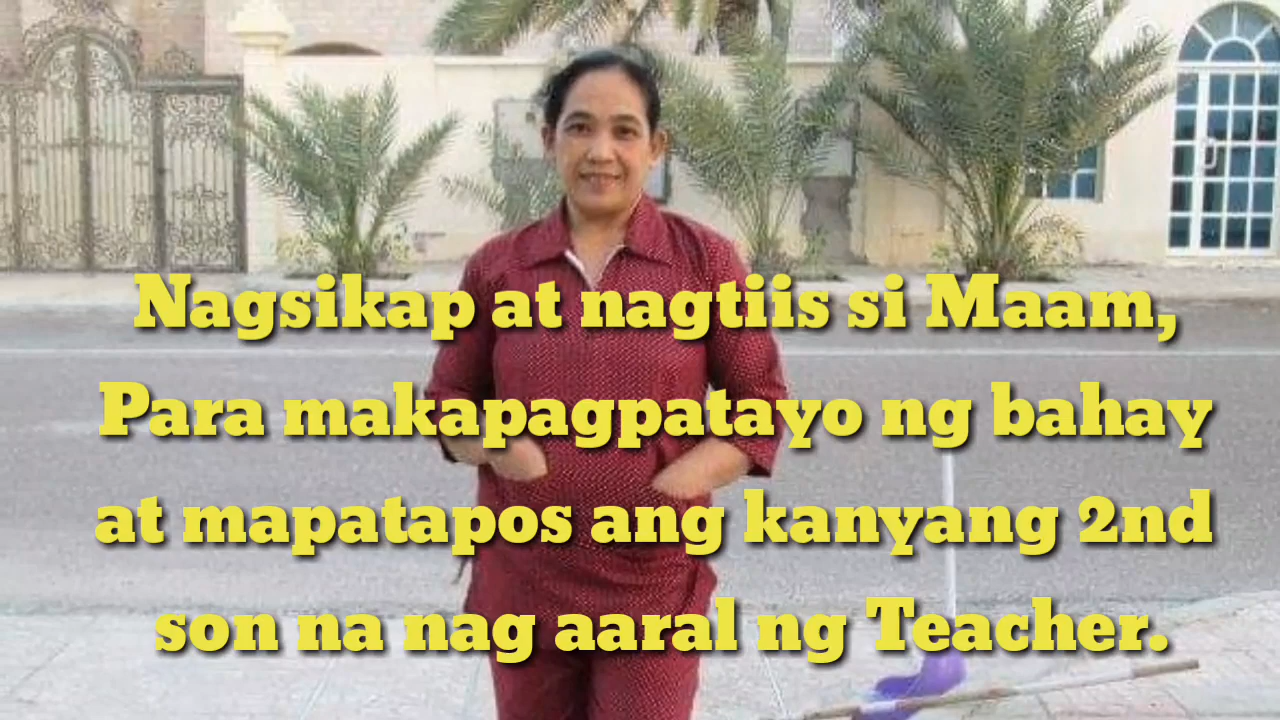 Nagsikap at nagtiis si Maam,
Para makapagpatayo ng bahay
at mapatapos ang kanyang 2nd
son na nag aaral ng Teacher.